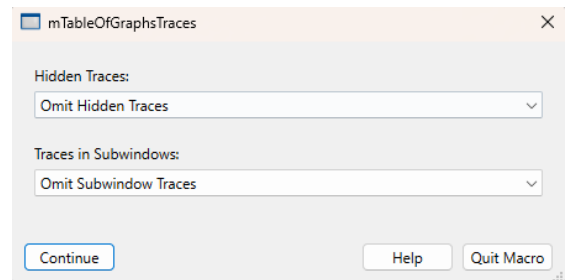 mTableOfGraphsTraces
Hidden Traces:
Omit Hidden Traces
Traces in Subwindows:
Omit Subwindow Traces
Continue Help Quit Macro